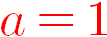 a = 1